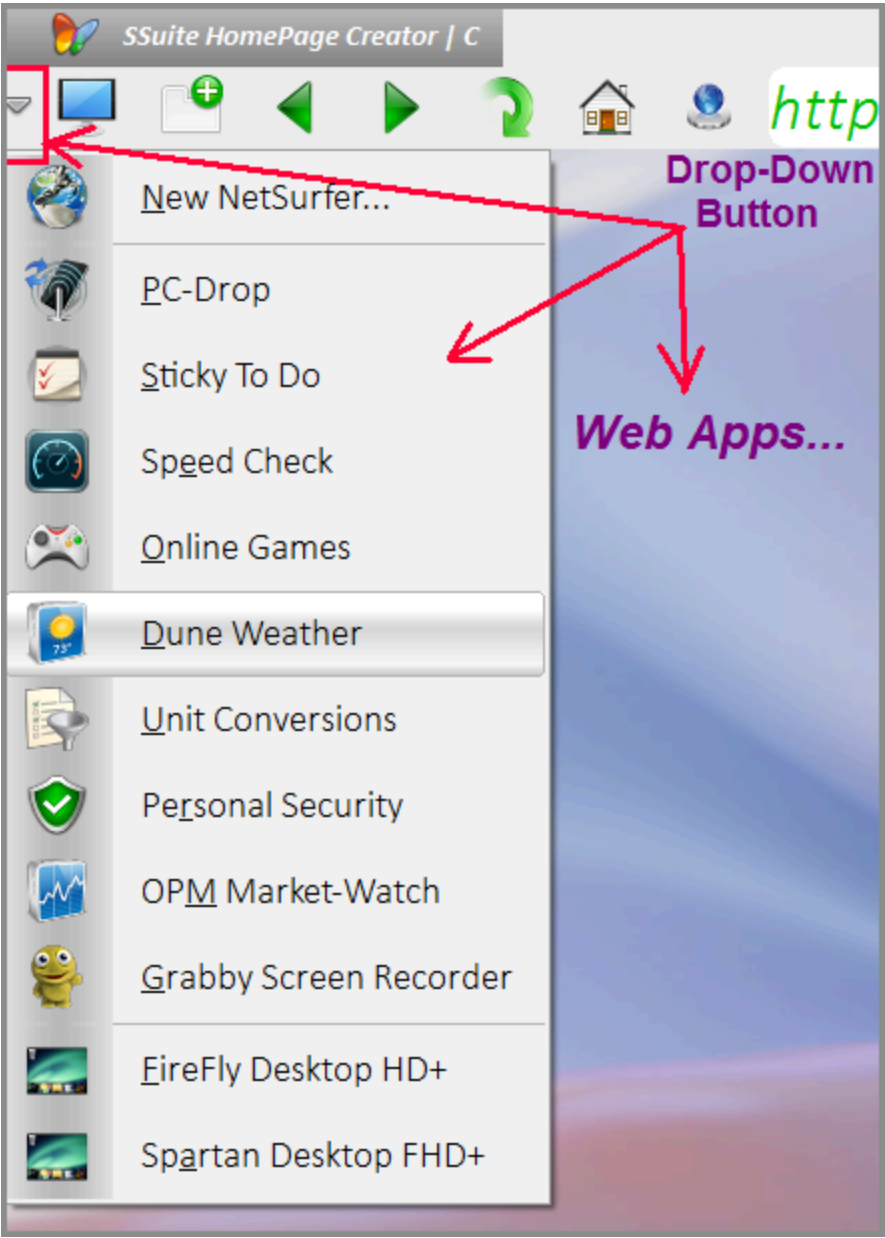 SSuite HomePage Creator | C
http
Drop-Down
Button
New NetSurfer...
PC-Drop
Sticky To Do
Web Apps...
Speed Check
Online Games
Dune Weather
73°
Unit Conversions
Personal Security
OPM Market-Watch
Grabby Screen Recorder
FireFly Desktop HD+
Spartan Desktop FHD+